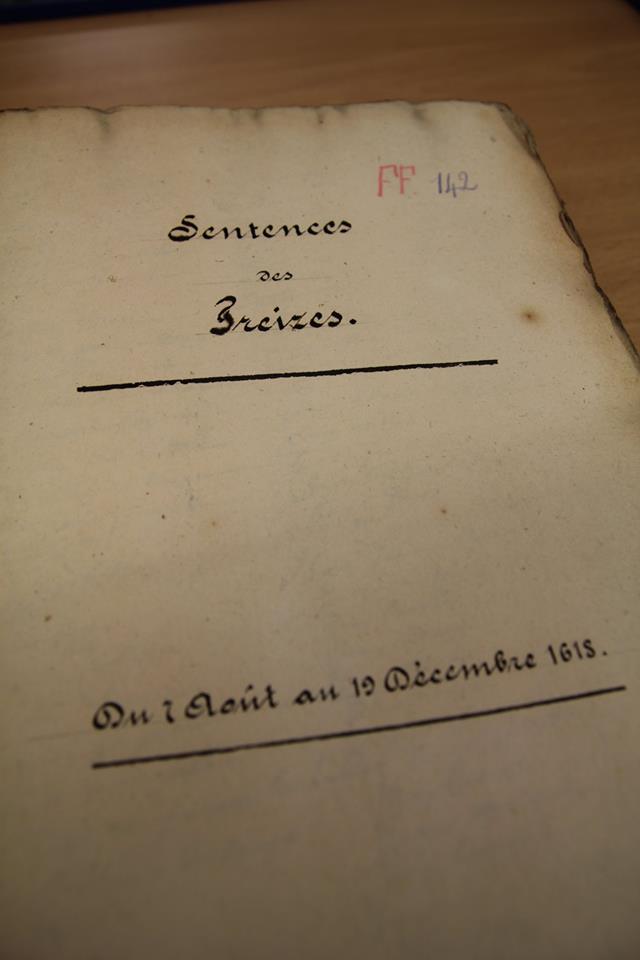 FF 142
Sentences
des
Treizes.
Du 7 Août au 19 Décembre 1618.